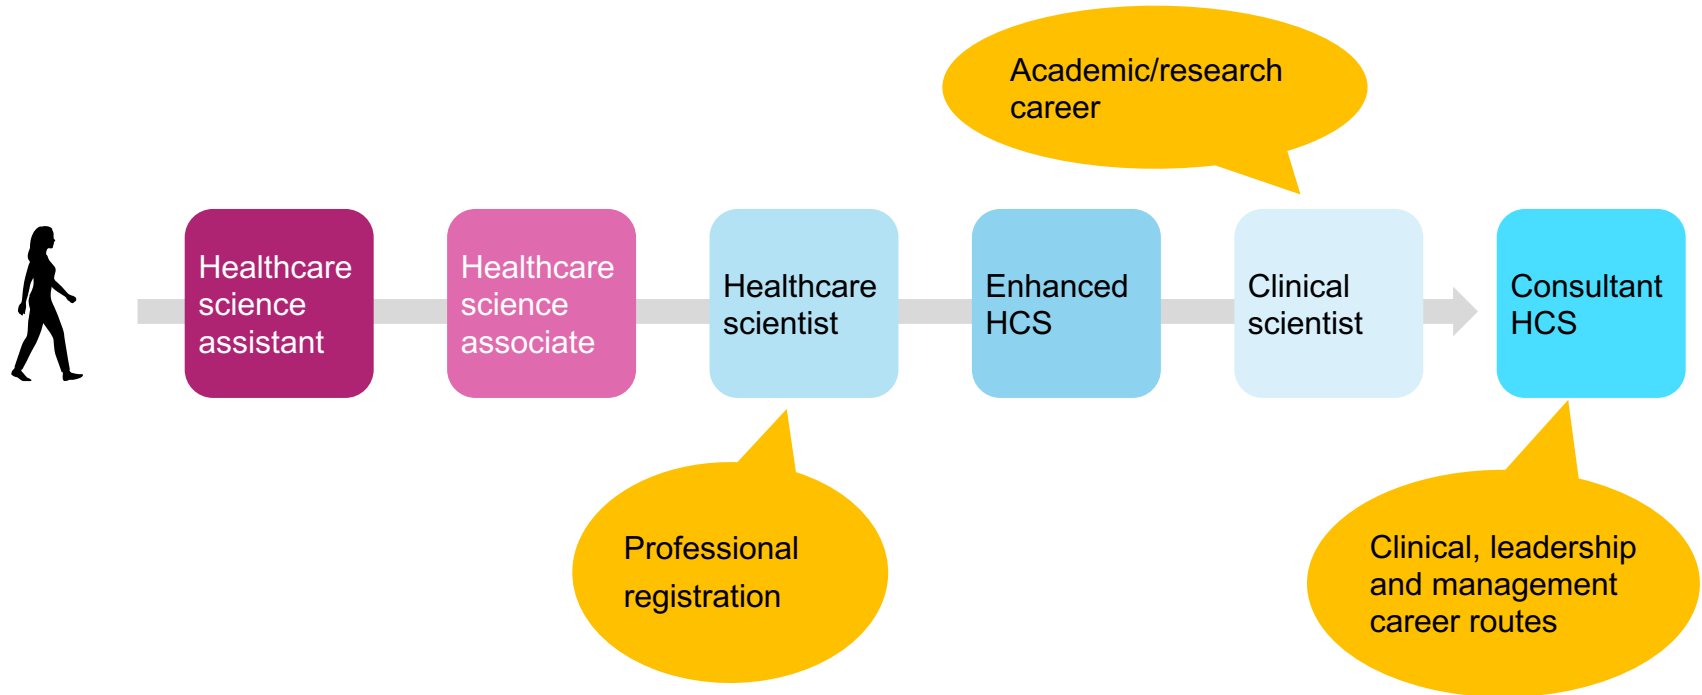 Academic/research
career
Healthcare
science
assistant
Healthcare
science
associate
Healthcare
scientist
Enhanced
HCS
Clinical
scientist
Consultant
HCS
Professional
registration
Clinical, leadership
and management
career routes